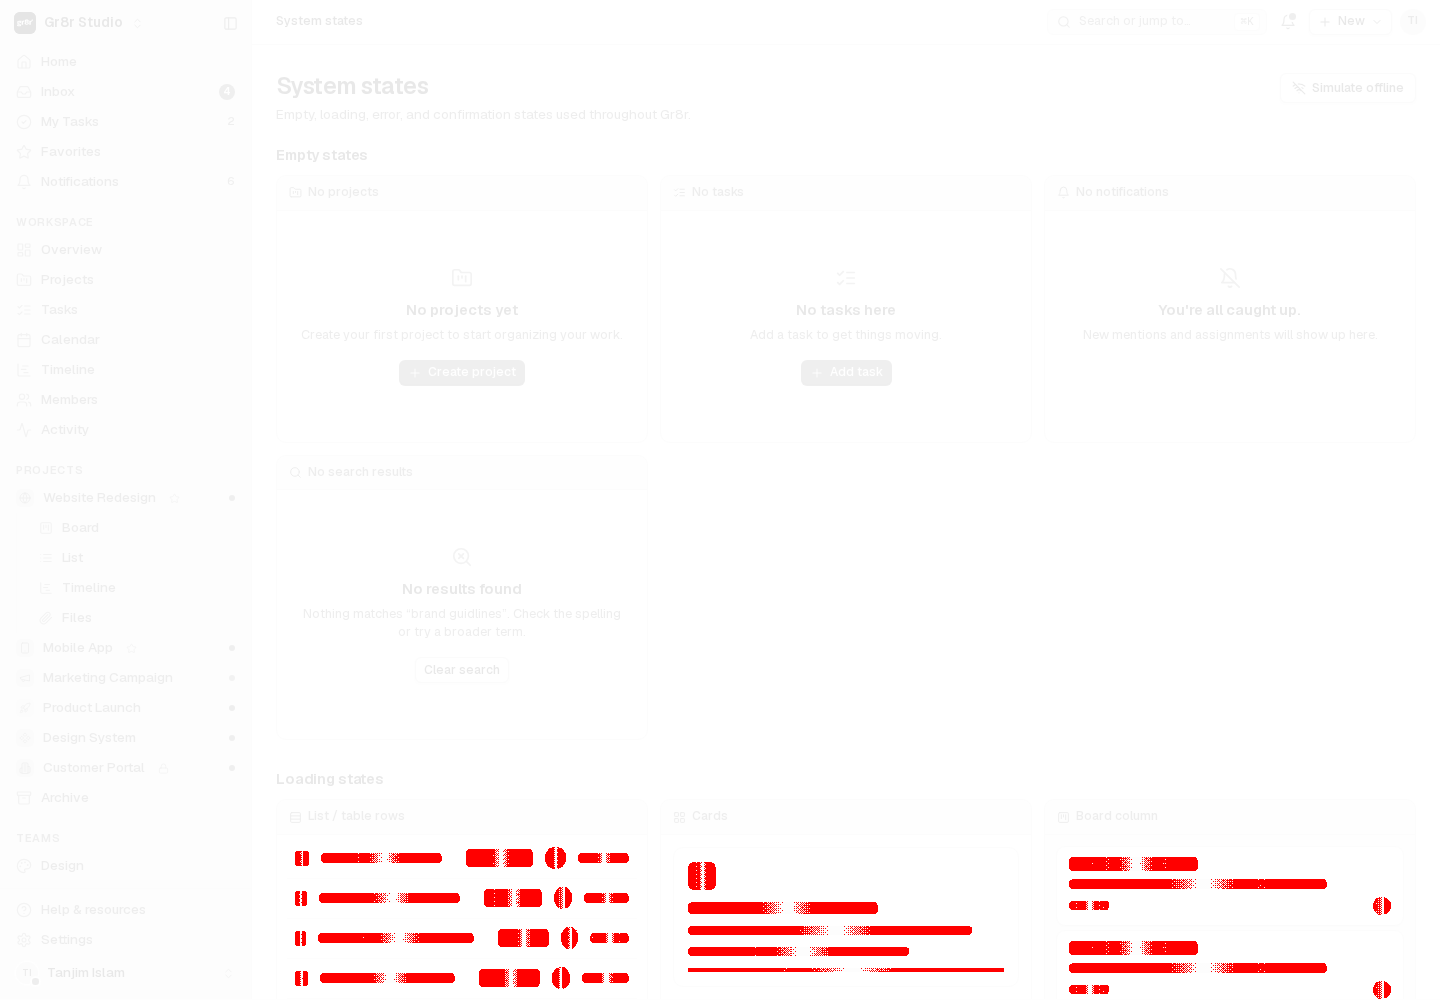 gr8r Gr8r Studio
Home
Inbox 4
My Tasks 2
Favorites
Notifications 6
WORKSPACE
Overview
Projects
Tasks
Calendar
Timeline
Members
Activity
PROJECTS
Website Redesign
Board
List
Timeline
Files
Mobile App
Marketing Campaign
Product Launch
Design System
Customer Portal
Archive
TEAMS
Design
Help & resources
Settings
TI Tanjim Islam
System states
Search or jump to... ⌘K
New
TI
System states
Simulate offline
Empty, loading, error, and confirmation states used throughout Gr8r.
Empty states
No projects
No projects yet
Create your first project to start organizing your work.
Create project
No tasks
No tasks here
Add a task to get things moving.
Add task
No notifications
You're all caught up.
New mentions and assignments will show up here.
No search results
No results found
Nothing matches “brand guidlines”. Check the spelling
or try a broader term.
Clear search
Loading states
List / table rows
Cards
Board column